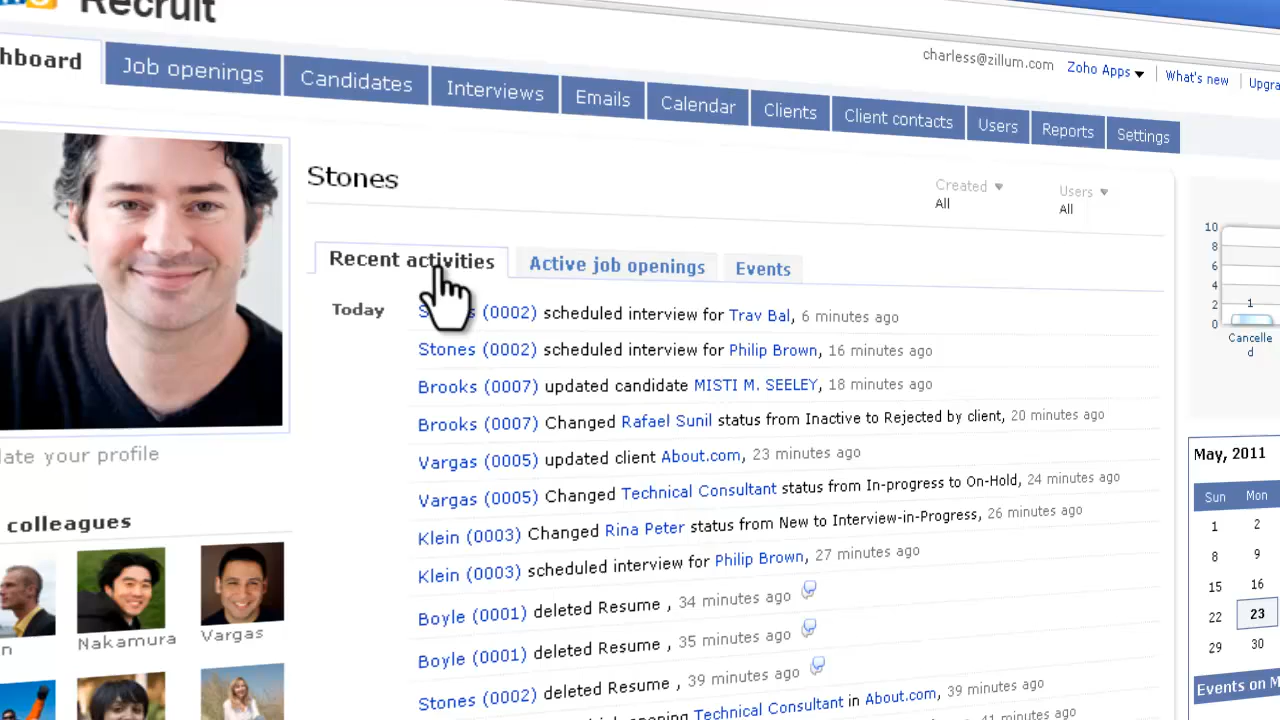 Recruit
charless@zillum.com Zoho Apps What's new
Job openings Candidates Interviews Emails Calendar Clients Client contacts Users Reports Settings
Stones
Created Users
All All
Recent activities Active job openings Events
Today
(0002) scheduled interview for Trav Bal, 6 minutes ago
Stones (0002) scheduled interview for Philip Brown, 16 minutes ago
Brooks (0007) updated candidate MISTI M. SEELEY, 18 minutes ago
Brooks (0007) Changed Rafael Sunil status from Inactive to Rejected by client, 20 minutes ago
Vargas (0005) updated client About.com, 23 minutes ago
Vargas (0005) Changed Technical Consultant status from In-progress to On-Hold, 24 minutes ago
Klein (0003) Changed Rina Peter status from New to Interview-in-Progress, 26 minutes ago
Klein (0003) scheduled interview for Philip Brown, 27 minutes ago
Boyle (0001) deleted Resume , 34 minutes ago
Boyle (0001) deleted Resume , 35 minutes ago
Stones (0002) deleted Resume , 39 minutes ago
opening Technical Consultant in About.com, 39 minutes ago
41 minutes ago
your profile
colleagues
Nakamura Vargas
10
8
6
4
2
0
1
Cancelle
d
May, 2011
Sun Mon
1 2
8 9
15 16
22 23
29 30
Events on